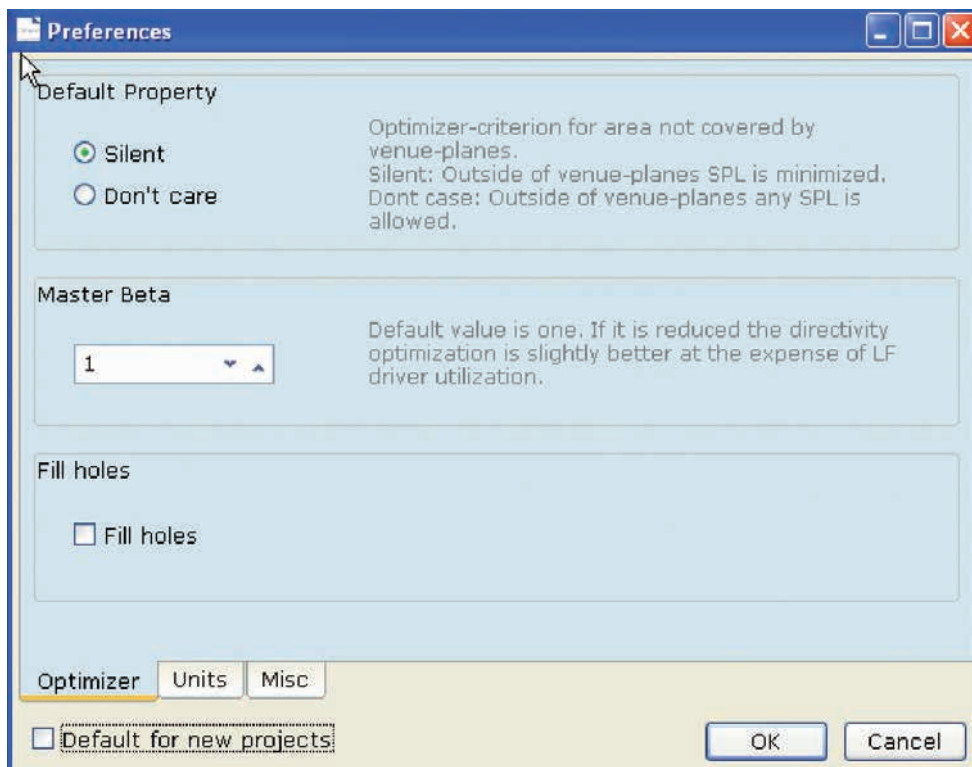 Preferences
Default Property
Silent
Don't care
Optimizer-criterion for area not covered by
venue-planes.
Silent: Outside of venue-planes SPL is minimized.
Dont case: Outside of venue-planes any SPL is
allowed.
Master Beta
1
Default value is one. If it is reduced the directivity
optimization is slightly better at the expense of LF
driver utilization.
Fill holes
Fill holes
Optimizer Units Misc
Default for new projects
OK Cancel